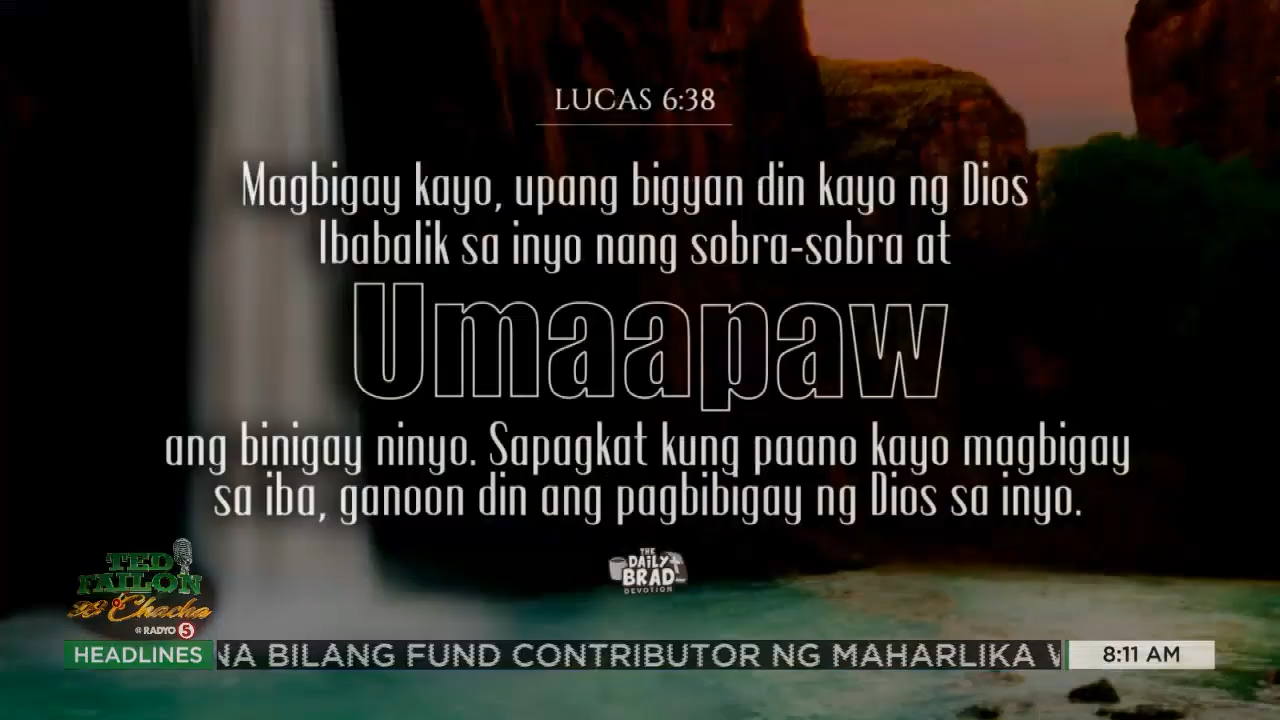 LUCAS 6:38
Magbigay kayo, upang bigyan din kayo ng Dios
Ibabalik sa inyo nang sobra-sobra at
Umaapaw
ang binigay ninyo. Sapagkat kung paano kayo magbigay
sa iba, ganoon din ang pagbibigay ng Dios sa inyo.
THE
DAILY
BRAD
DEVOTION
TED
FAILON
Chacha
@ RADYO 5
HEADLINES NA BILANG FUND CONTRIBUTOR NG MAHARLIKA 8:11 AM